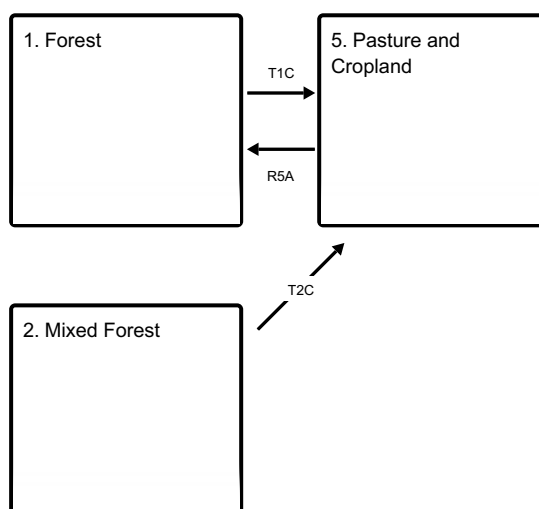 1. Forest
5. Pasture and
Cropland
T1C
R5A
T2C
2. Mixed Forest